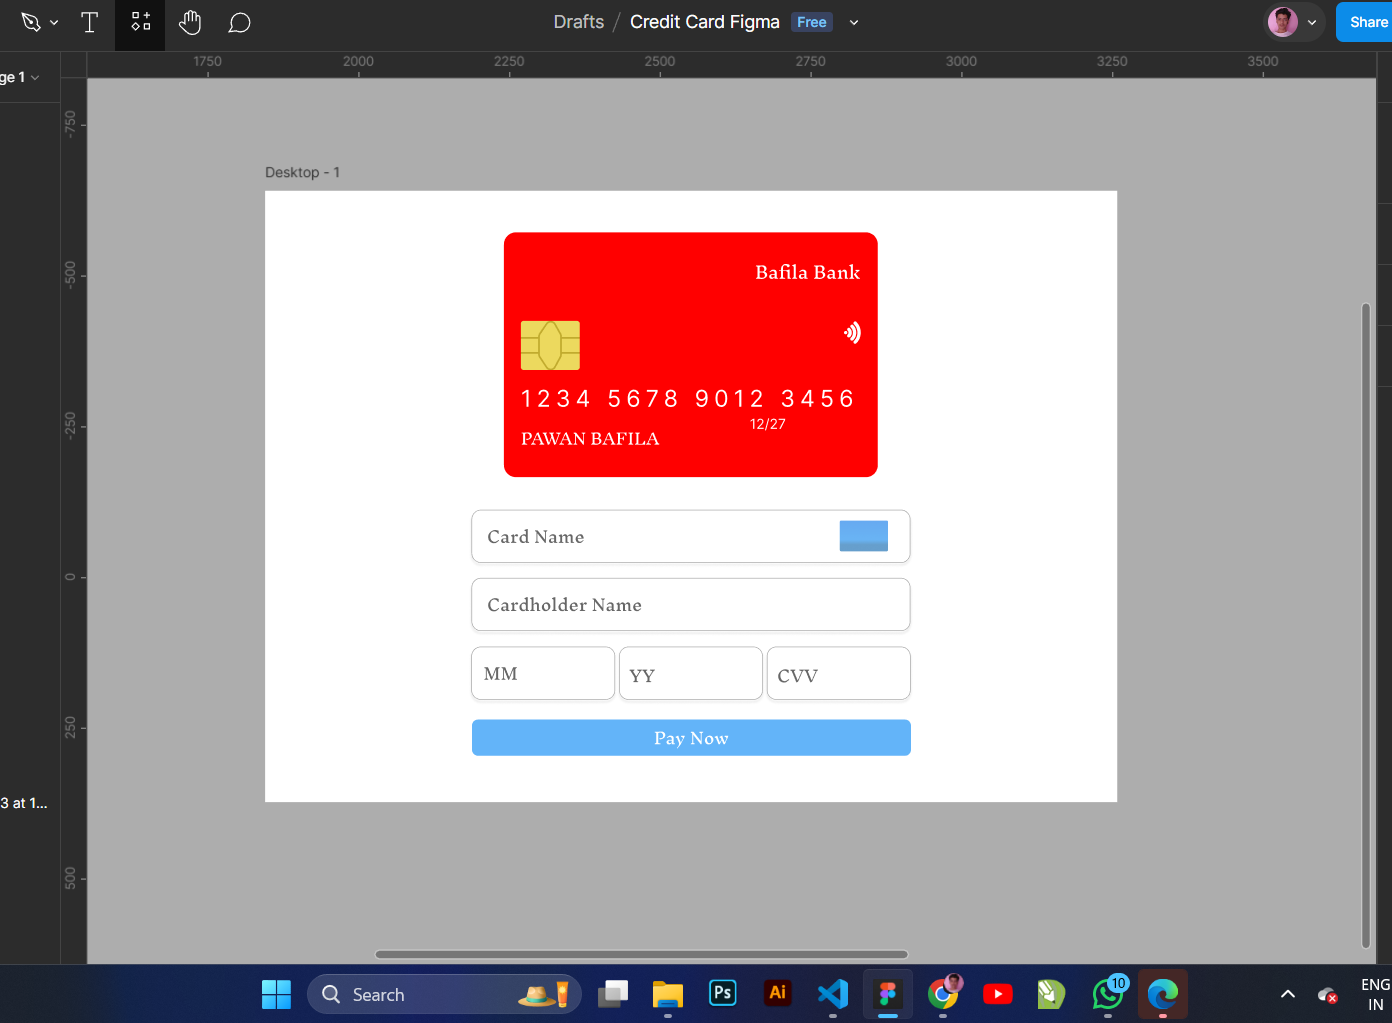 Drafts / Credit Card Figma Free
Share
ge 1
1750 2000 2250 2500 2750 3000 3250 3500
-750
-500
-250
0
250
500
Desktop - 1
Bafila Bank
1234 5678 9012 3456
12/27
PAWAN BAFILA
Card Name
Cardholder Name
MM YY CVV
Pay Now
3 at 1...
Search
Ps
Ai
10
ENG
IN